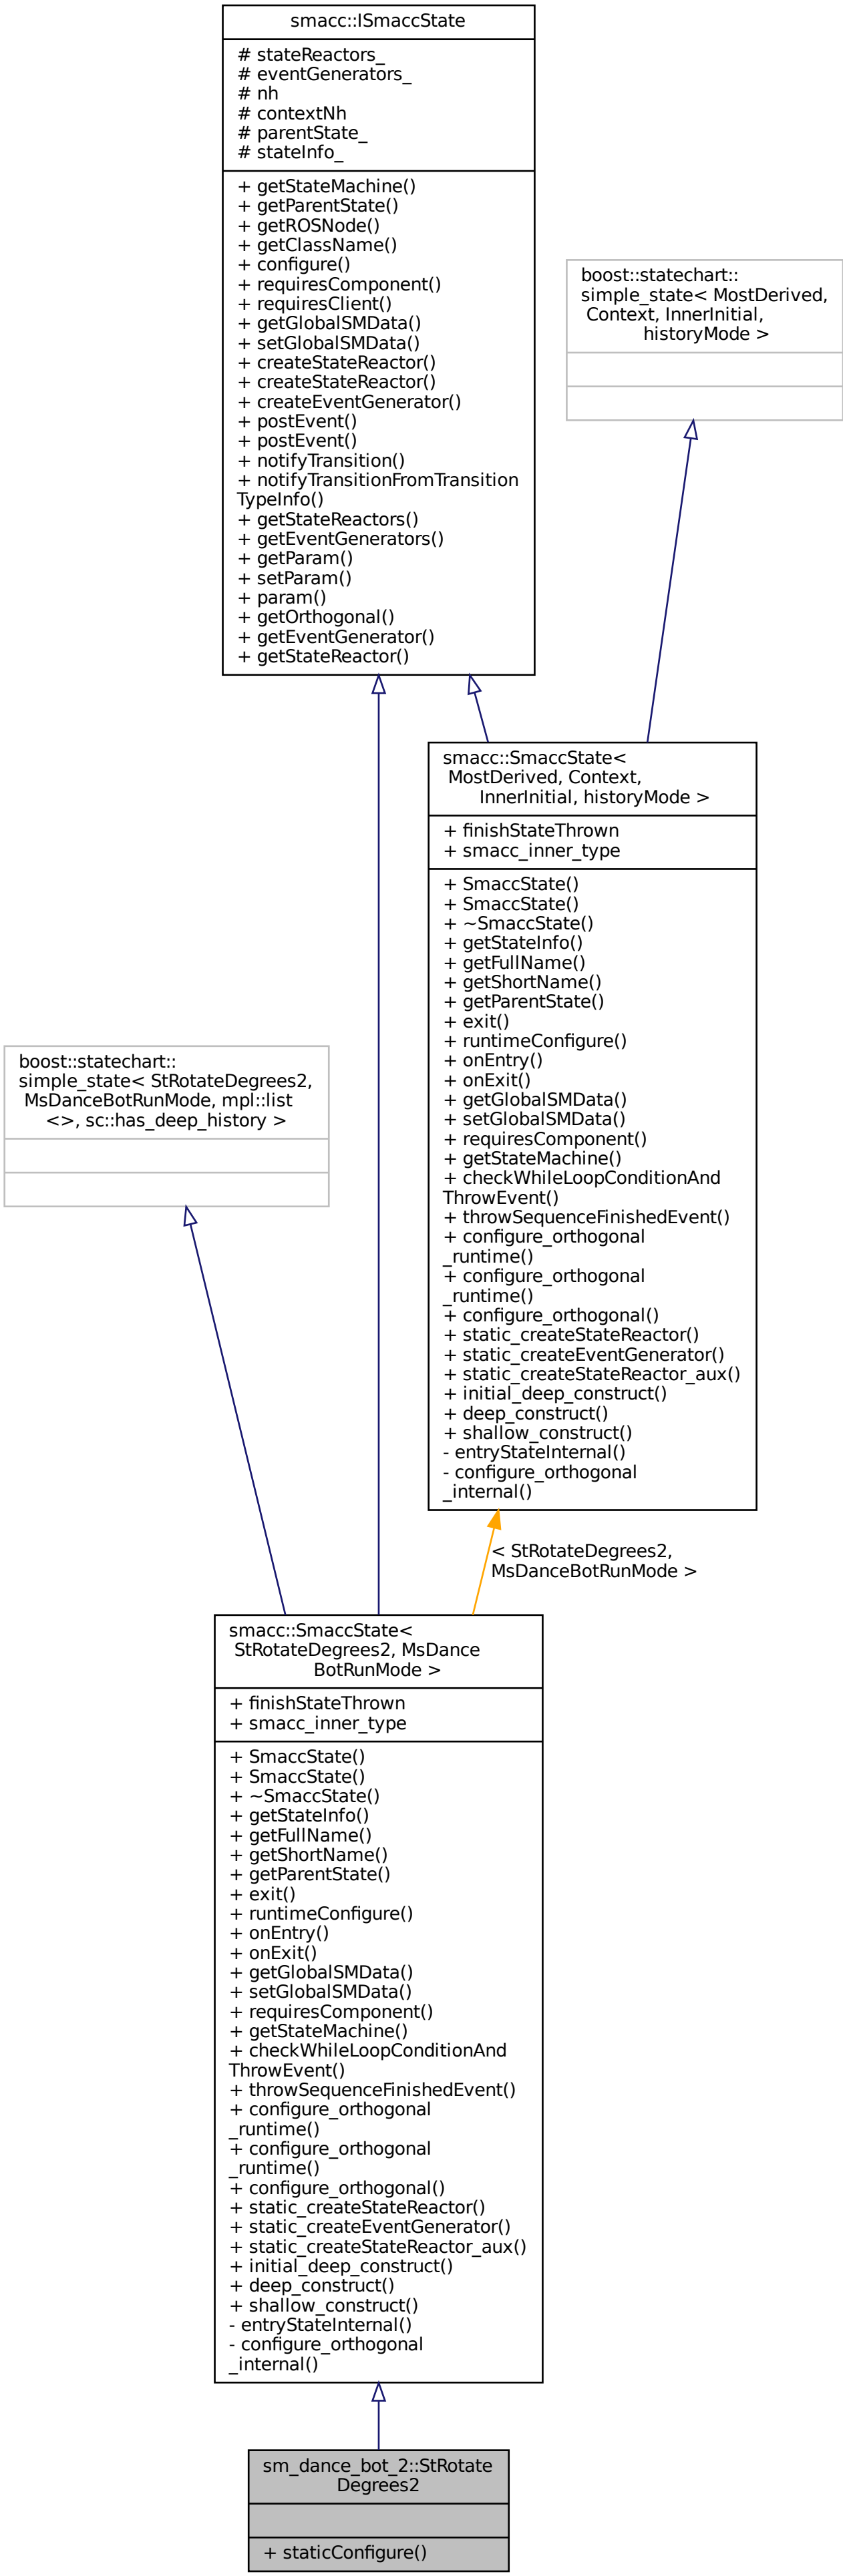 smacc::ISmaccState
# stateReactors_
# eventGenerators_
# nh
# contextNh
# parentState_
# stateInfo_
+ getStateMachine()
+ getParentState()
+ getROSNode()
+ getClassName()
+ configure()
+ requiresComponent()
+ requiresClient()
+ getGlobalSMData()
+ setGlobalSMData()
+ createStateReactor()
+ createStateReactor()
+ createEventGenerator()
+ postEvent()
+ postEvent()
+ notifyTransition()
+ notifyTransitionFromTransition
TypeInfo()
+ getStateReactors()
+ getEventGenerators()
+ getParam()
+ setParam()
+ param()
+ getOrthogonal()
+ getEventGenerator()
+ getStateReactor()
boost::statechart::
simple_state< MostDerived,
Context, InnerInitial,
historyMode >
smacc::SmaccState<
MostDerived, Context,
InnerInitial, historyMode >
+ finishStateThrown
+ smacc_inner_type
+ SmaccState()
+ SmaccState()
+ ~SmaccState()
+ getStateInfo()
+ getFullName()
+ getShortName()
+ getParentState()
+ exit()
+ runtimeConfigure()
+ onEntry()
+ onExit()
+ getGlobalSMData()
+ setGlobalSMData()
+ requiresComponent()
+ getStateMachine()
+ checkWhileLoopConditionAnd
ThrowEvent()
+ throwSequenceFinishedEvent()
+ configure_orthogonal
_runtime()
+ configure_orthogonal
_runtime()
+ configure_orthogonal()
+ static_createStateReactor()
+ static_createEventGenerator()
+ static_createStateReactor_aux()
+ initial_deep_construct()
+ deep_construct()
+ shallow_construct()
- entryStateInternal()
- configure_orthogonal
_internal()
boost::statechart::
simple_state< StRotateDegrees2,
MsDanceBotRunMode, mpl::list
<>, sc::has_deep_history >
< StRotateDegrees2,
MsDanceBotRunMode >
smacc::SmaccState<
StRotateDegrees2, MsDance
BotRunMode >
+ finishStateThrown
+ smacc_inner_type
+ SmaccState()
+ SmaccState()
+ ~SmaccState()
+ getStateInfo()
+ getFullName()
+ getShortName()
+ getParentState()
+ exit()
+ runtimeConfigure()
+ onEntry()
+ onExit()
+ getGlobalSMData()
+ setGlobalSMData()
+ requiresComponent()
+ getStateMachine()
+ checkWhileLoopConditionAnd
ThrowEvent()
+ throwSequenceFinishedEvent()
+ configure_orthogonal
_runtime()
+ configure_orthogonal
_runtime()
+ configure_orthogonal()
+ static_createStateReactor()
+ static_createEventGenerator()
+ static_createStateReactor_aux()
+ initial_deep_construct()
+ deep_construct()
+ shallow_construct()
- entryStateInternal()
- configure_orthogonal
_internal()
sm_dance_bot_2::StRotate
Degrees2
+ staticConfigure()